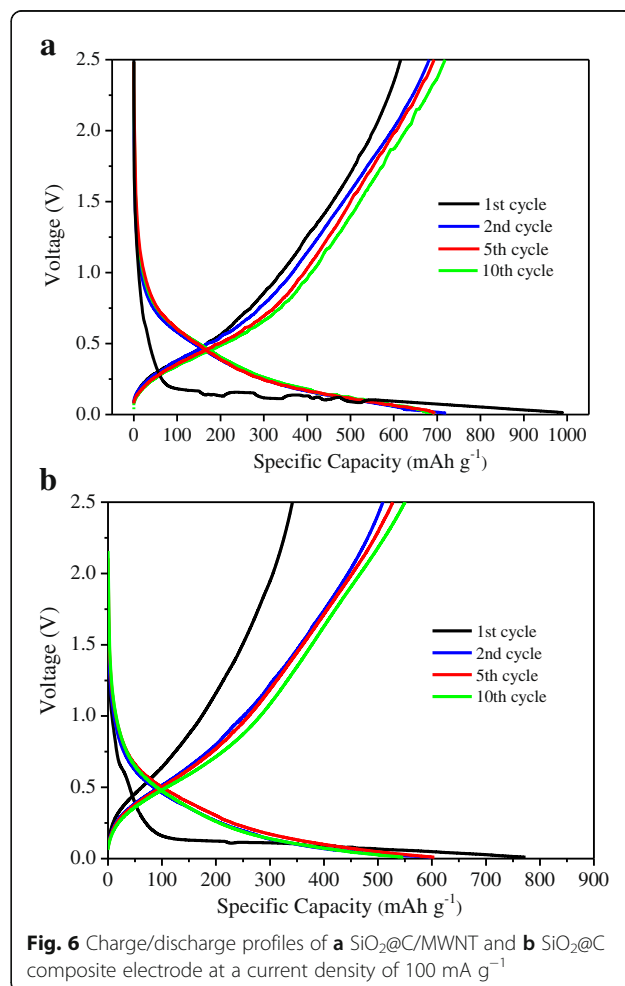 a
2.5
2.0
1.5
1.0
0.5
0.0
Voltage (V)
1st cycle
2nd cycle
5th cycle
10th cycle
0 100 200 300 400 500 600 700 800 900 1000
Specific Capacity (mAh g⁻¹)
b
2.5
2.0
1.5
1.0
0.5
0.0
Voltage (V)
1st cycle
2nd cycle
5th cycle
10th cycle
0 100 200 300 400 500 600 700 800 900
Specific Capacity (mAh g⁻¹)
Fig. 6 Charge/discharge profiles of a SiO₂@C/MWNT and b SiO₂@C
composite electrode at a current density of 100 mA g⁻¹